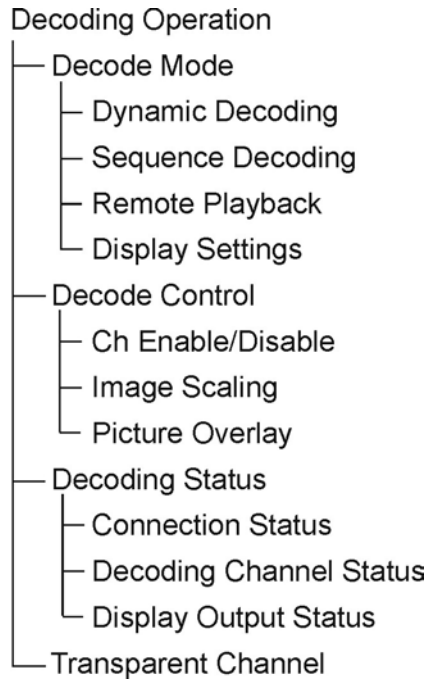 Decoding Operation
Decode Mode
Dynamic Decoding
Sequence Decoding
Remote Playback
Display Settings
Decode Control
Ch Enable/Disable
Image Scaling
Picture Overlay
Decoding Status
Connection Status
Decoding Channel Status
Display Output Status
Transparent Channel